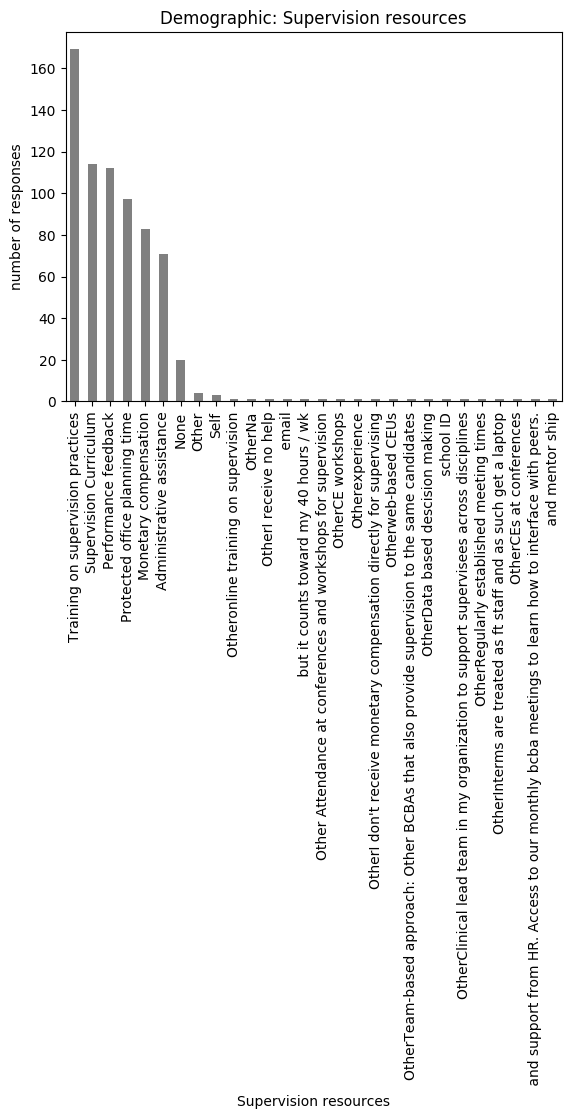 Demographic: Supervision resources
number of responses
160
140
120
100
80
60
40
20
0
Training on supervision practices
Supervision Curriculum
Performance feedback
Protected office planning time
Monetary compensation
Administrative assistance
None
Other
Self
Otheronline training on supervision
OtherNa
OtherI receive no help
email
but it counts toward my 40 hours / wk
Other Attendance at conferences and workshops for supervision
OtherCE workshops
Otherexperience
OtherI don't receive monetary compensation directly for supervising
Otherweb-based CEUs
OtherTeam-based approach: Other BCBAs that also provide supervision to the same candidates
OtherData based descision making
school ID
OtherClinical lead team in my organization to support supervisees across disciplines
OtherRegularly established meeting times
OtherInterms are treated as ft staff and as such get a laptop
OtherCEs at conferences
and support from HR. Access to our monthly bcba meetings to learn how to interface with peers.
and mentor ship
Supervision resources